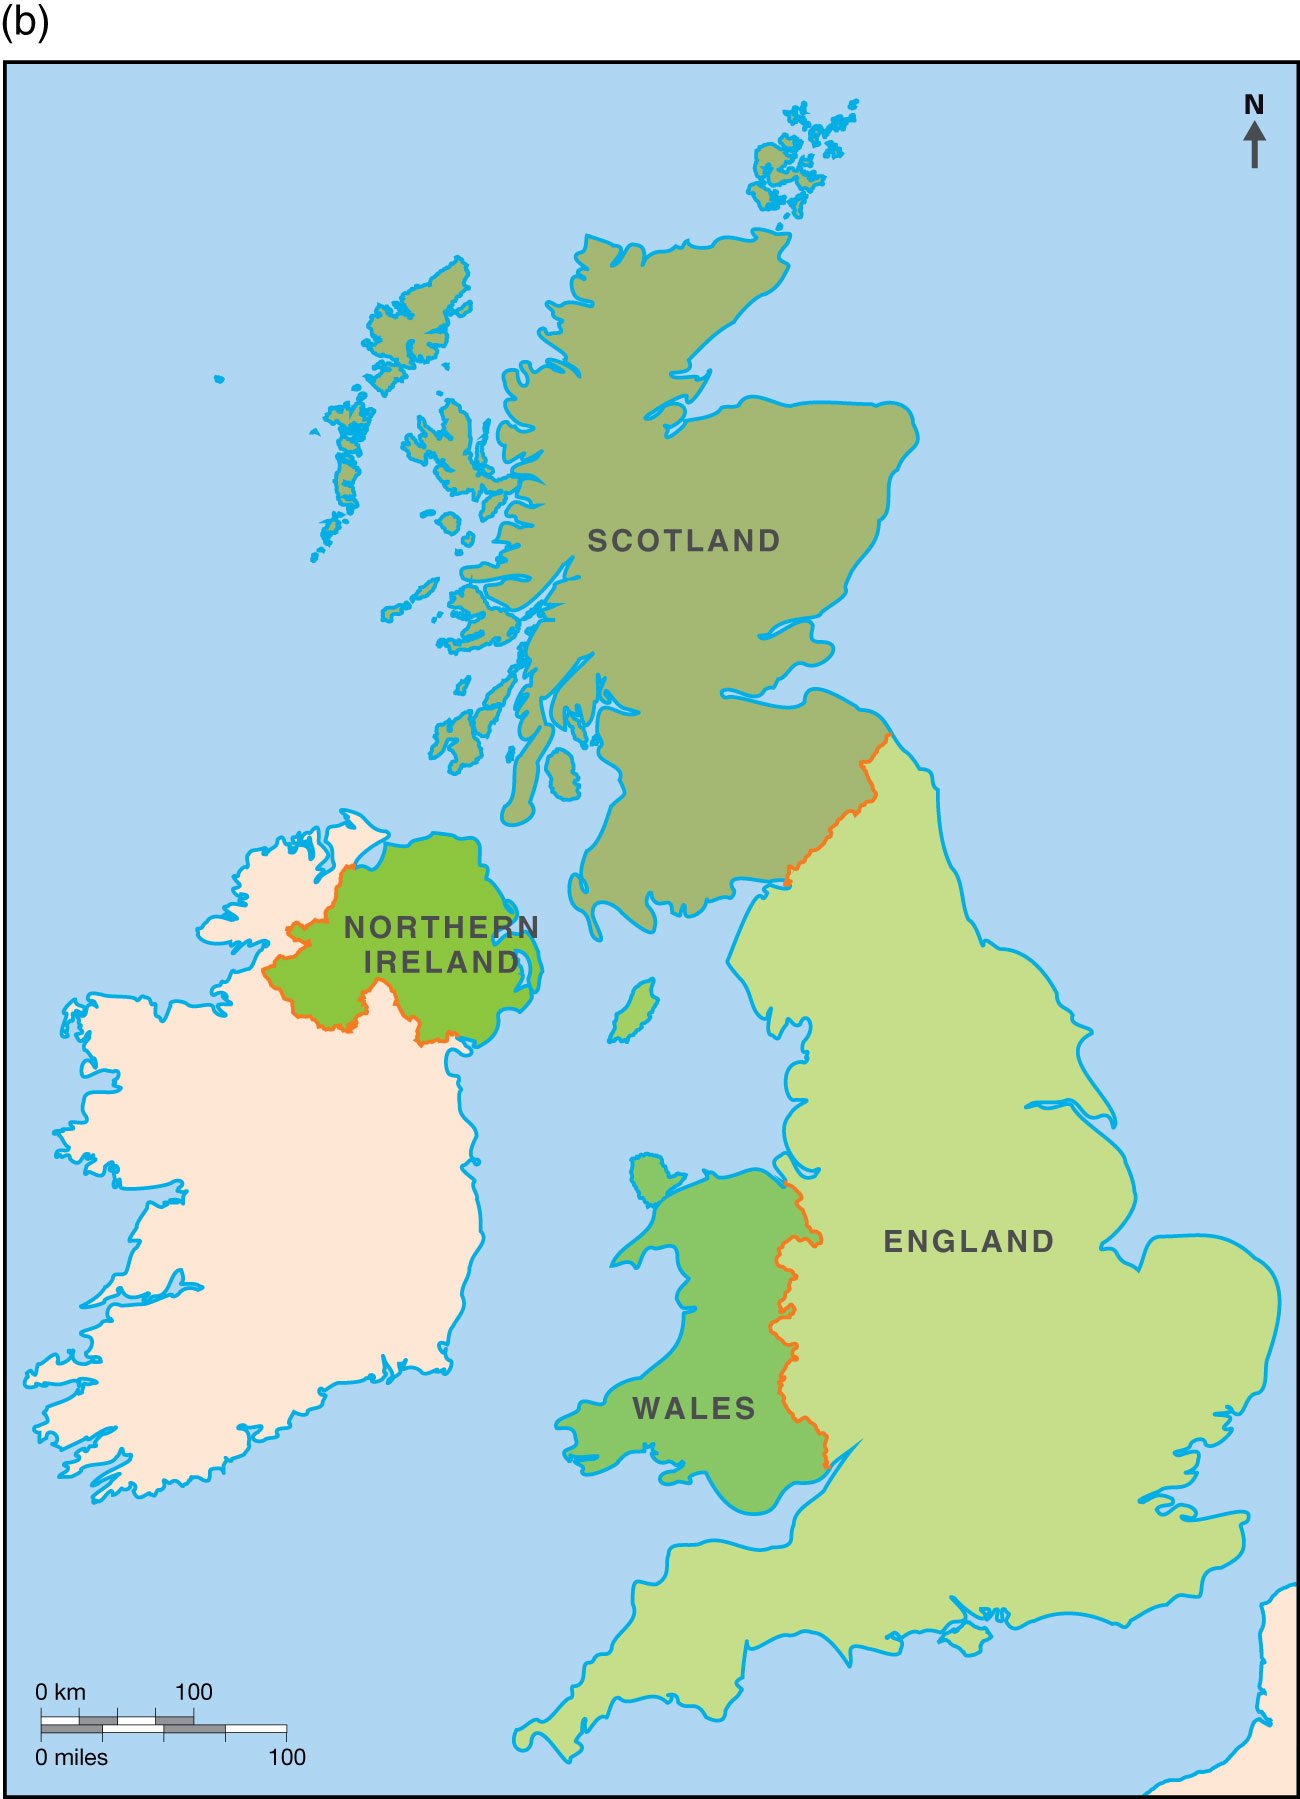 (b)
N
SCOTLAND
NORTHERN
IRELAND
ENGLAND
WALES
0 km 100
0 miles 100